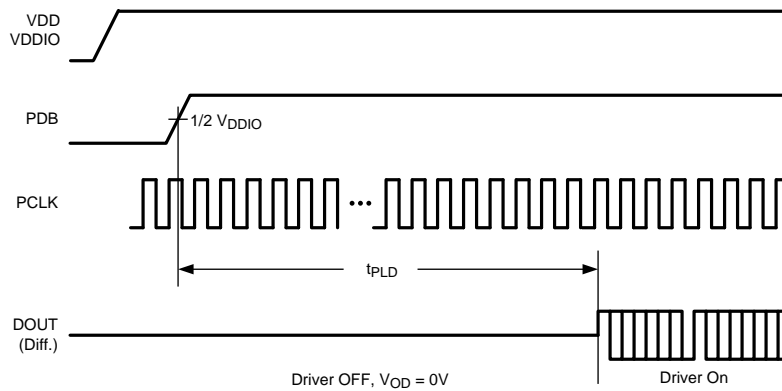 VDD
VDDIO
PDB
1/2 VDDIO
PCLK
•••
tPLD
DOUT
(Diff.)
Driver OFF, VOD = 0V
Driver On